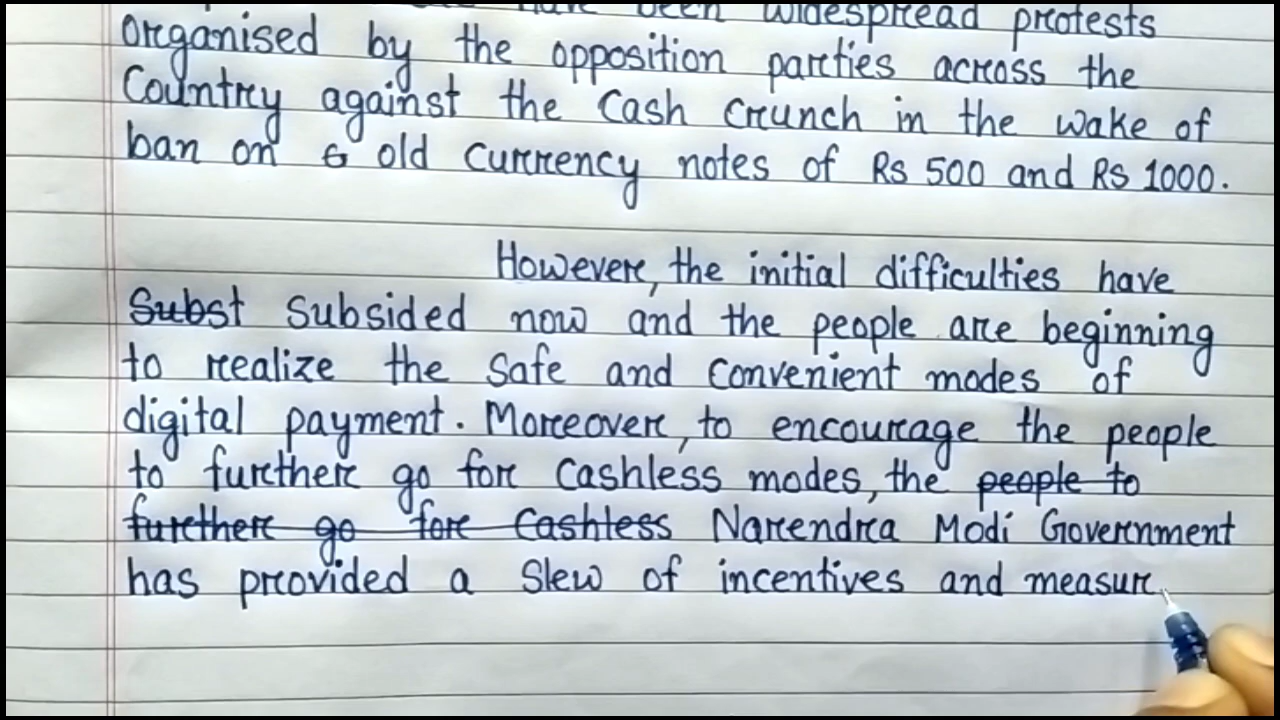 have been widespread protests
organised by the opposition parties across the
Country against the Cash Crunch in the wake of
ban on G old currency notes of Rs 500 and Rs 1000.
However, the initial difficulties have
Subst subsided now and the people are beginning
to realize the safe and convenient modes of
digital payment. Moreover, to encourage the people
to further go for cashless modes, the people to
further go for cashless Narendra Modi Government
has provided a slew of incentives and measur